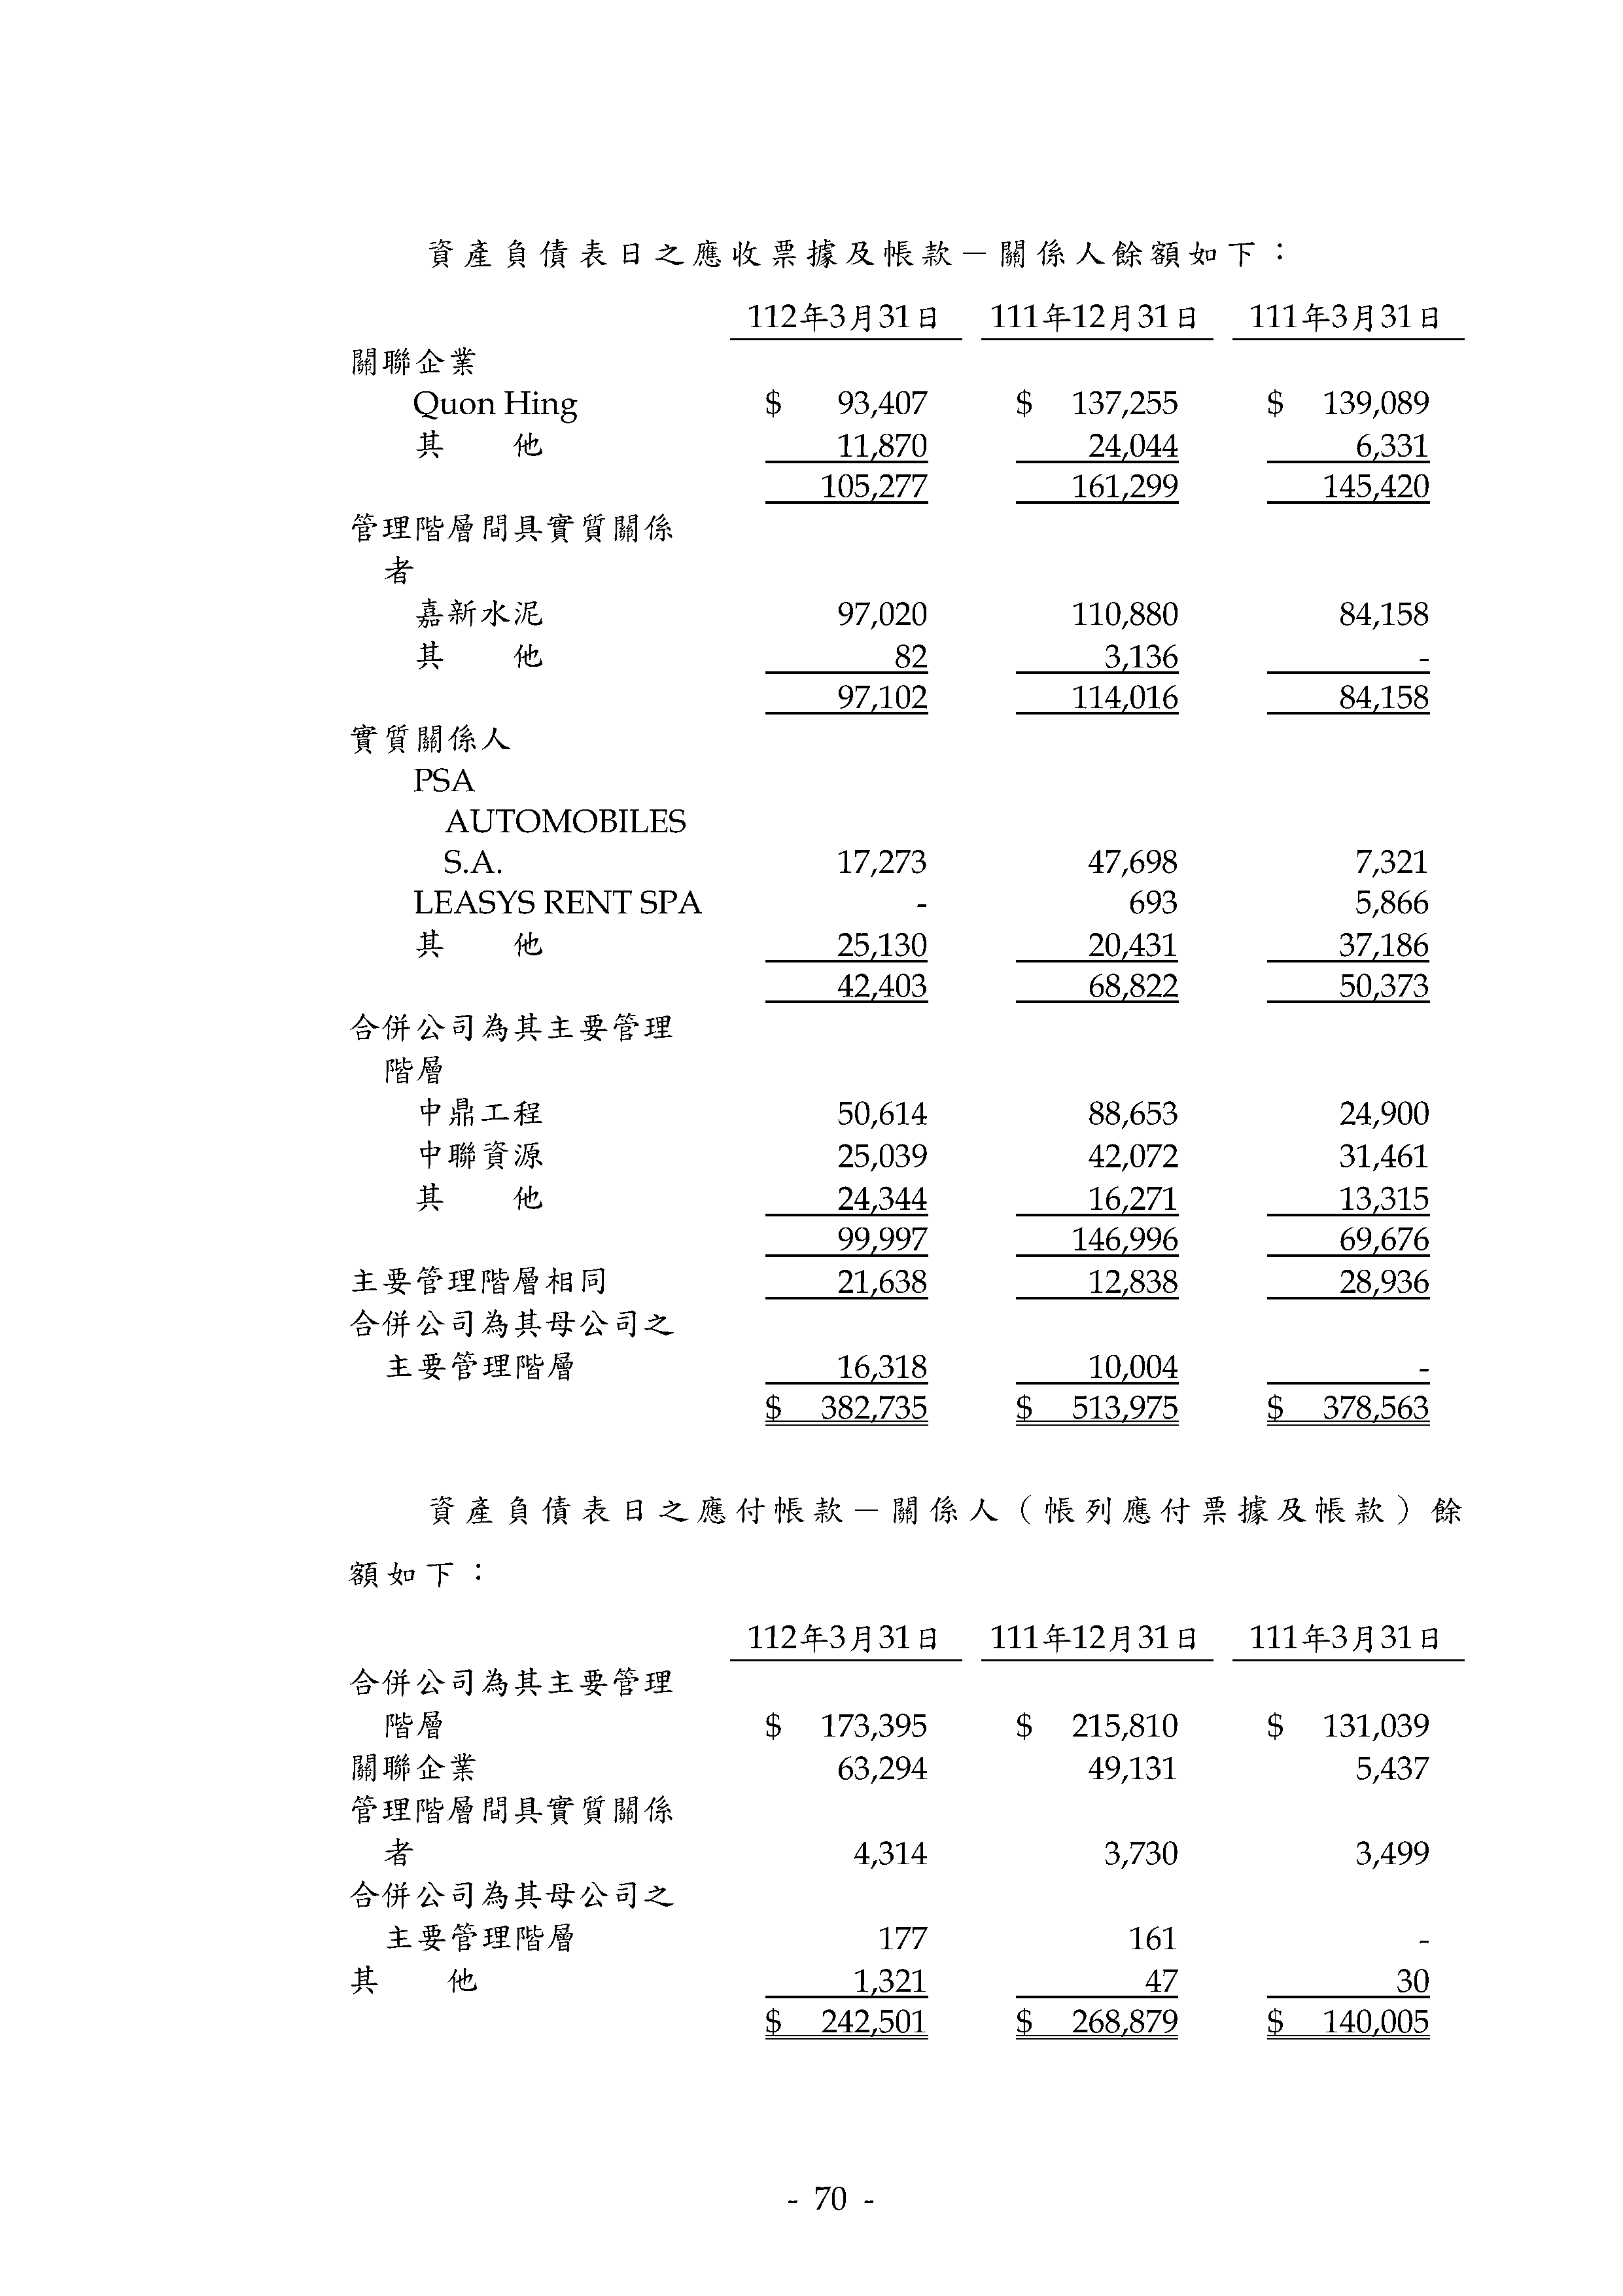 資產負債表日之應收票據及帳款－關係人餘額如下：
112年3月31日 111年12月31日 111年3月31日
關聯企業
Quon Hing $ 93,407 $ 137,255 $ 139,089
其　　他 11,870 24,044 6,331
105,277 161,299 145,420
管理階層間具實質關係
者
嘉新水泥 97,020 110,880 84,158
其　　他 82 3,136 -
97,102 114,016 84,158
實質關係人
PSA
AUTOMOBILES
S.A. 17,273 47,698 7,321
LEASYS RENT SPA - 693 5,866
其　　他 25,130 20,431 37,186
42,403 68,822 50,373
合併公司為其主要管理
階層
中鼎工程 50,614 88,653 24,900
中聯資源 25,039 42,072 31,461
其　　他 24,344 16,271 13,315
99,997 146,996 69,676
主要管理階層相同 21,638 12,838 28,936
合併公司為其母公司之
主要管理階層 16,318 10,004 -
$ 382,735 $ 513,975 $ 378,563
資產負債表日之應付帳款－關係人（帳列應付票據及帳款）餘
額如下：
112年3月31日 111年12月31日 111年3月31日
合併公司為其主要管理
階層 $ 173,395 $ 215,810 $ 131,039
關聯企業 63,294 49,131 5,437
管理階層間具實質關係
者 4,314 3,730 3,499
合併公司為其母公司之
主要管理階層 177 161 -
其　　他 1,321 47 30
$ 242,501 $ 268,879 $ 140,005
- 70 -